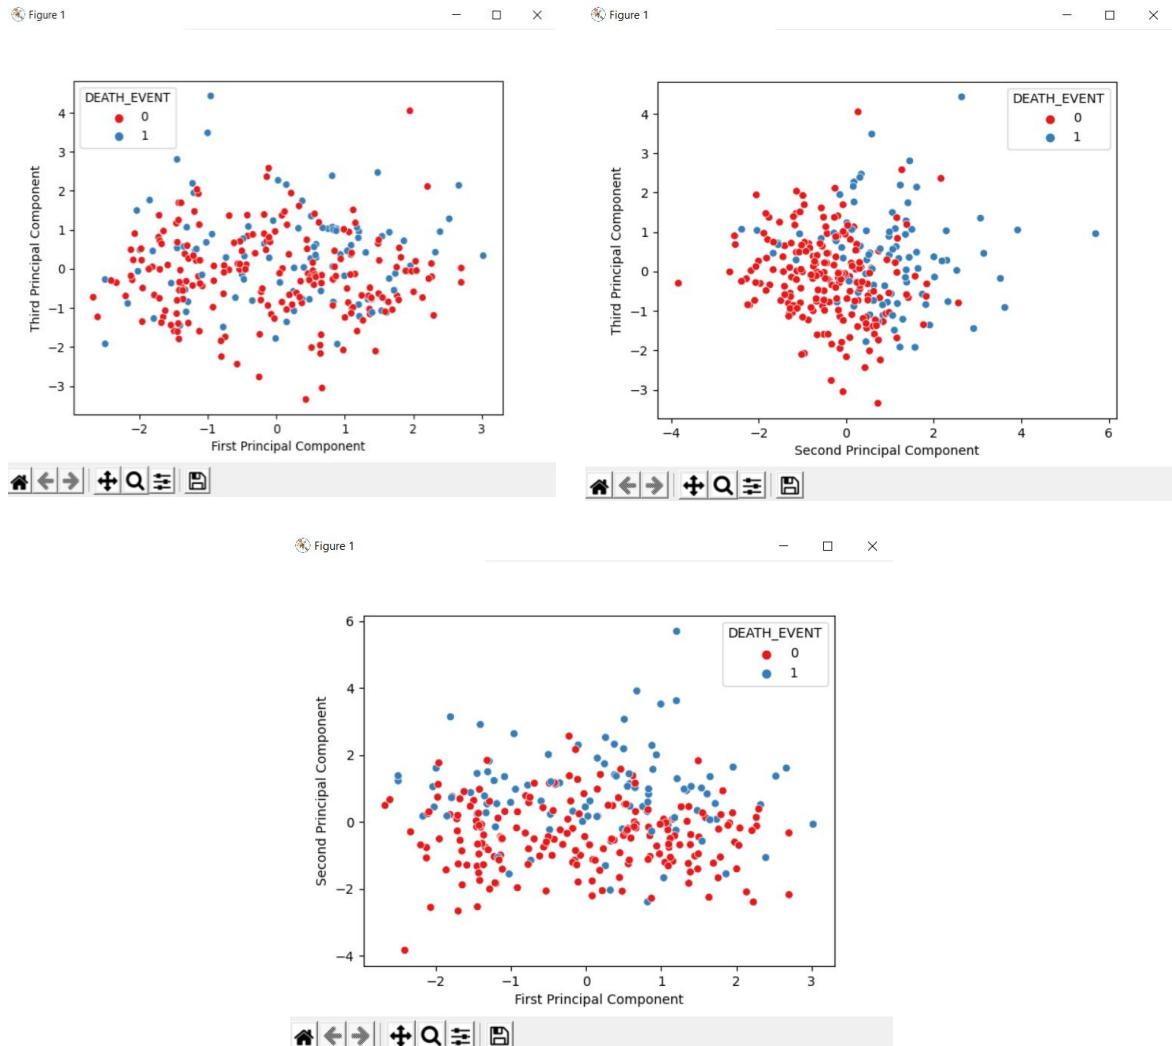 Figure 1
DEATH_EVENT
0
1
4
3
2
1
0
−1
−2
−3
Third Principal Component
−2 −1 0 1 2 3
First Principal Component
Figure 1
DEATH_EVENT
0
1
4
3
2
1
0
−1
−2
−3
Third Principal Component
−4 −2 0 2 4 6
Second Principal Component
Figure 1
DEATH_EVENT
0
1
6
4
2
0
−2
−4
Second Principal Component
−2 −1 0 1 2 3
First Principal Component